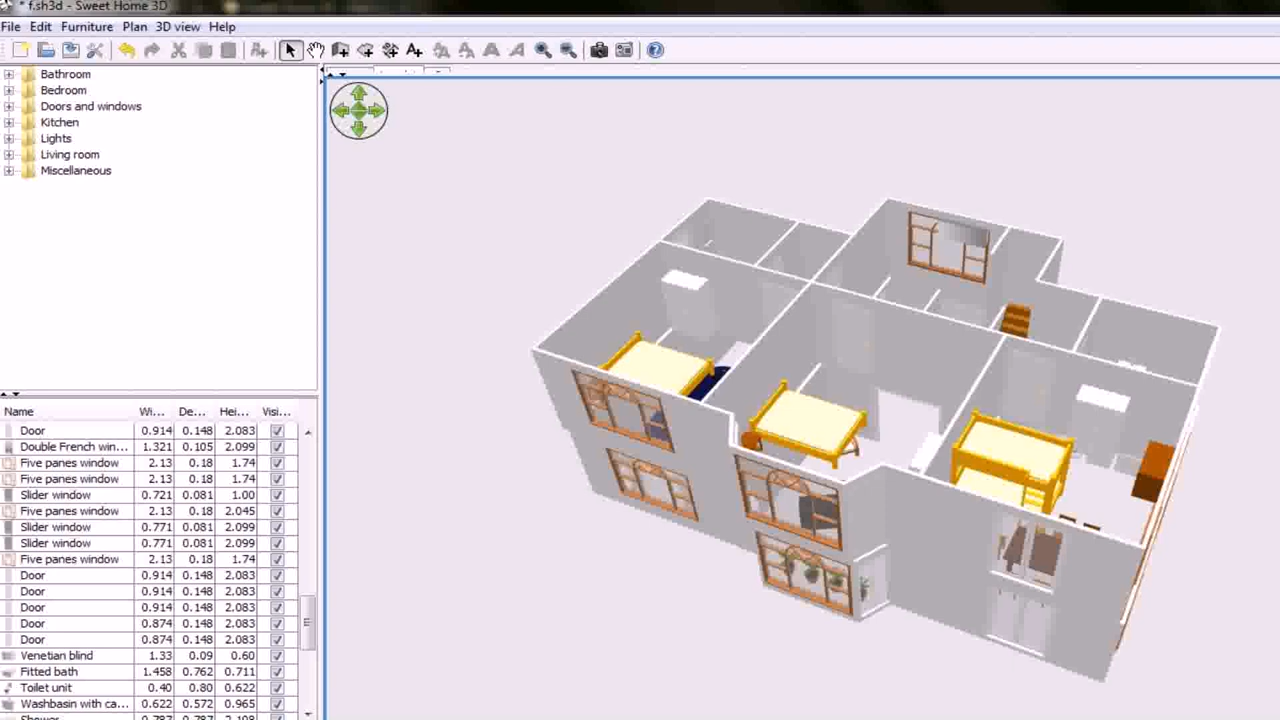 * f.sh3d - Sweet Home 3D
File Edit Furniture Plan 3D view Help
Bathroom
Bedroom
Doors and windows
Kitchen
Lights
Living room
Miscellaneous
Name Wi... De... Hei... Visi...
Door 0.914 0.148 2.083
Double French win... 1.321 0.105 2.099
Five panes window 2.13 0.18 1.74
Five panes window 2.13 0.18 1.74
Slider window 0.721 0.081 1.00
Five panes window 2.13 0.18 2.045
Slider window 0.771 0.081 2.099
Slider window 0.771 0.081 2.099
Five panes window 2.13 0.18 1.74
Door 0.914 0.148 2.083
Door 0.914 0.148 2.083
Door 0.914 0.148 2.083
Door 0.874 0.148 2.083
Door 0.874 0.148 2.083
Venetian blind 1.33 0.09 0.60
Fitted bath 1.458 0.762 0.711
Toilet unit 0.40 0.80 0.622
Washbasin with ca... 0.622 0.572 0.965
Shower 0.787 0.787 2.108